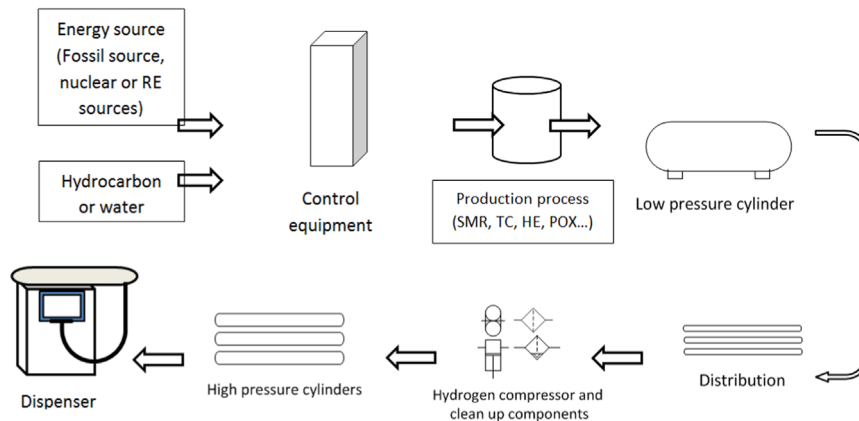 Energy source
(Fossil source,
nuclear or RE
sources)
Hydrocarbon
or water
Control
equipment
Production process
(SMR, TC, HE, POX...)
Low pressure cylinder
Dispenser
High pressure cylinders
Hydrogen compressor and
clean up components
Distribution